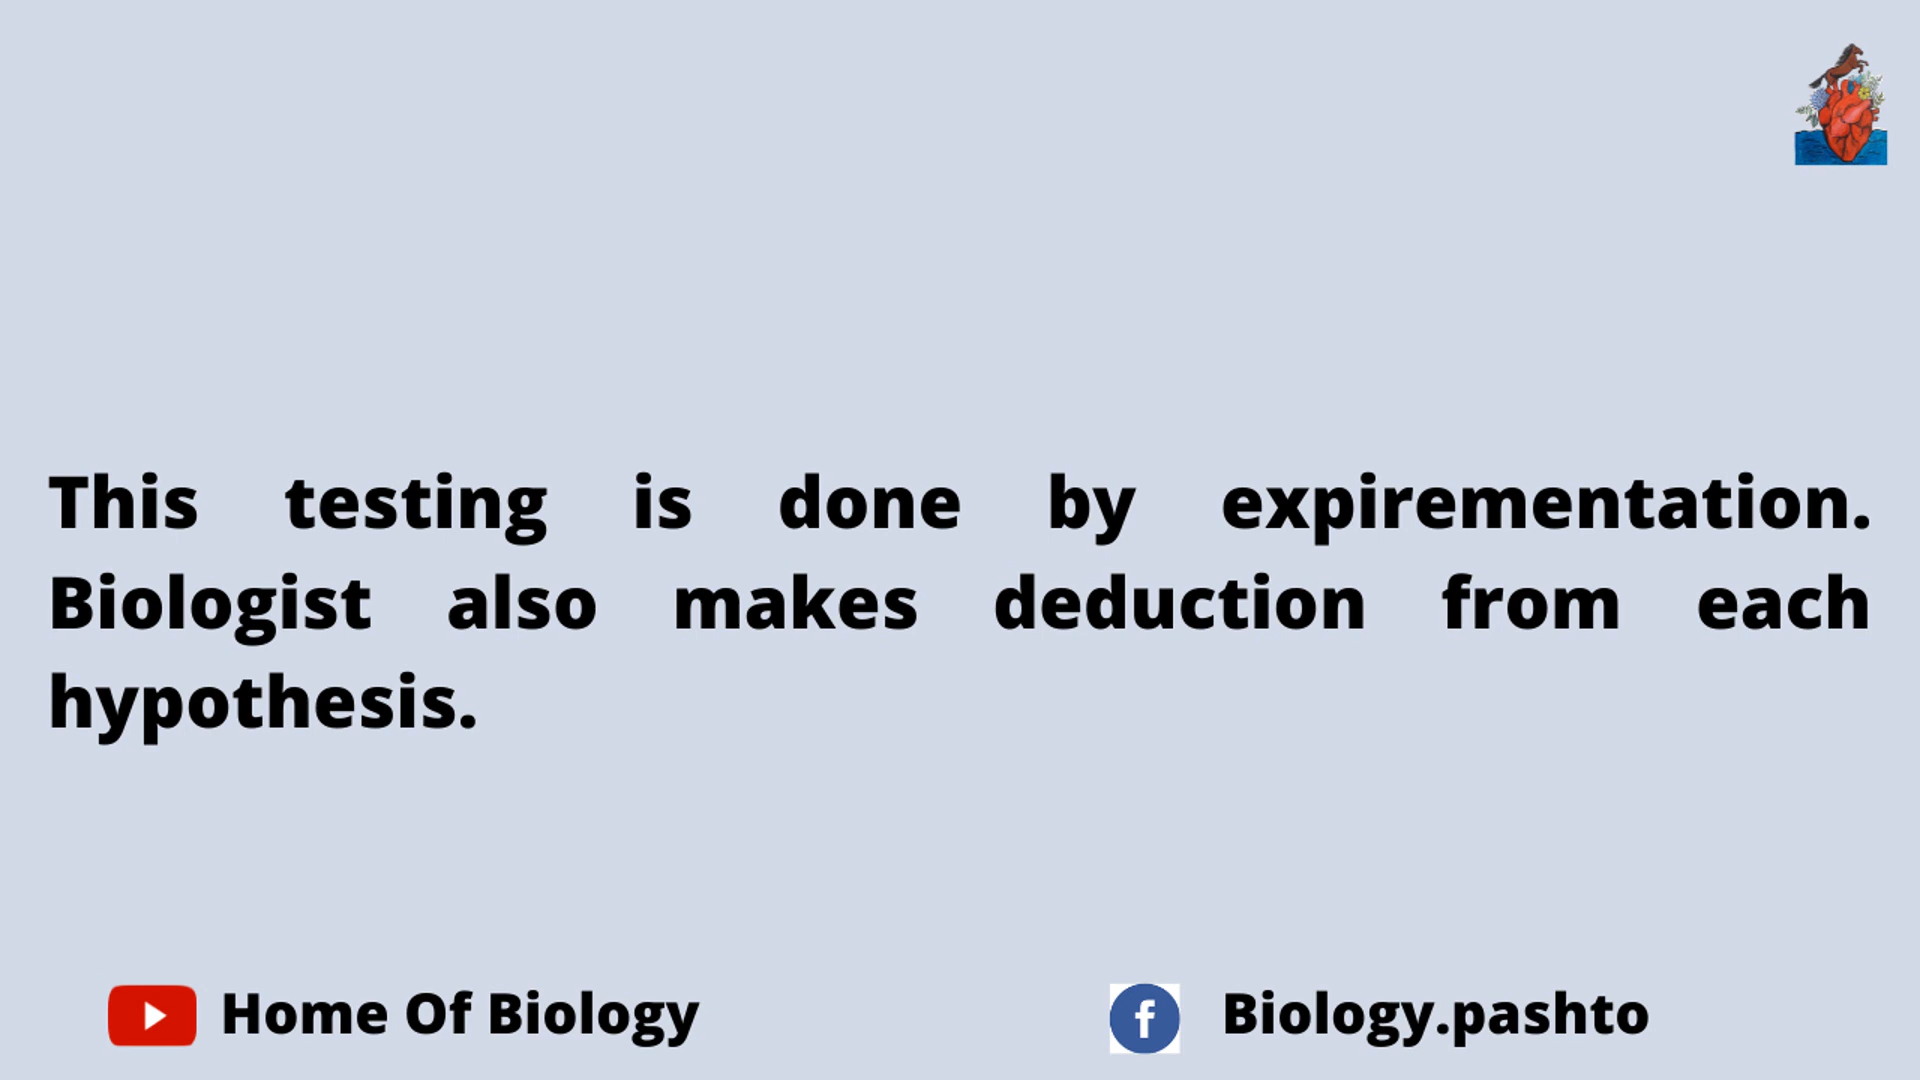 This testing is done by expirementation.
Biologist also makes deduction from each
hypothesis.
Home Of Biology
Biology.pashto